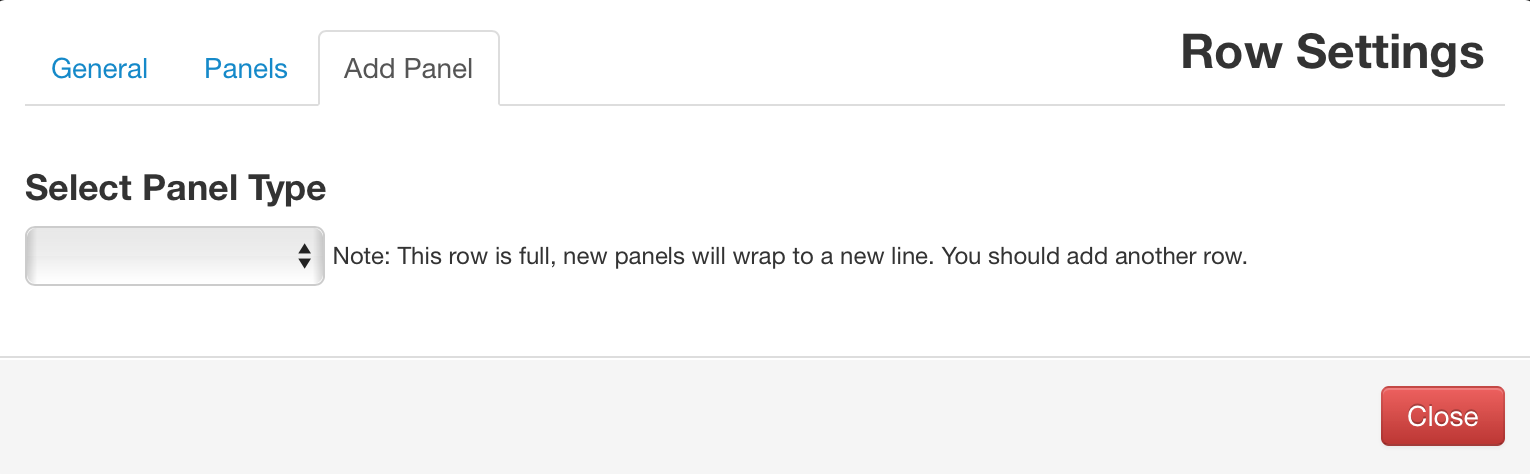 General Panels Add Panel Row Settings
Select Panel Type
Note: This row is full, new panels will wrap to a new line. You should add another row.
Close